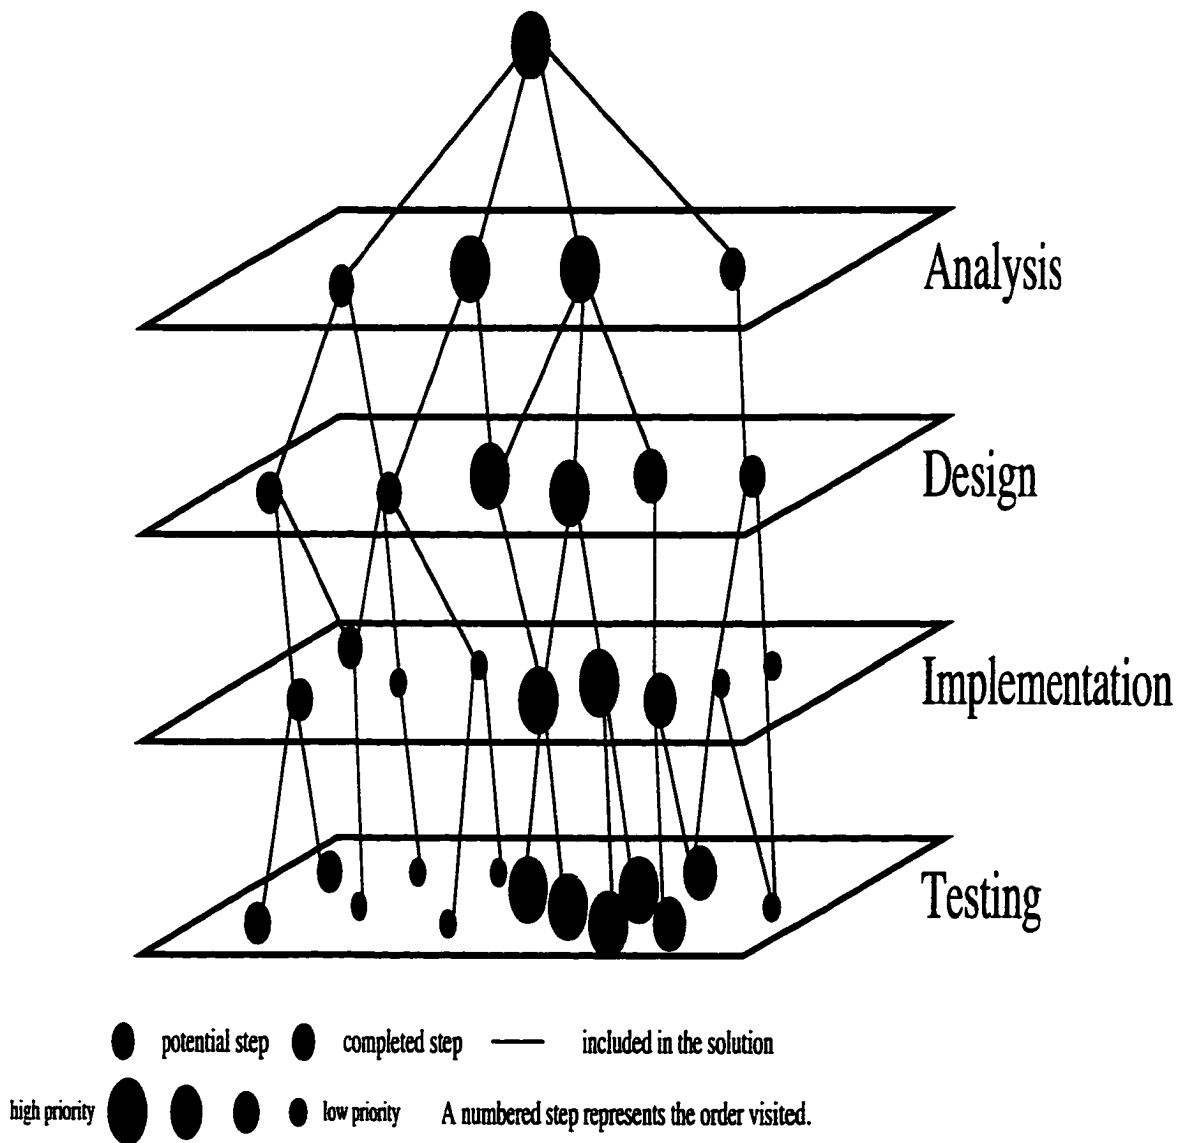 Analysis
Design
Implementation
Testing
potential step completed step included in the solution
high priority low priority A numbered step represents the order visited.